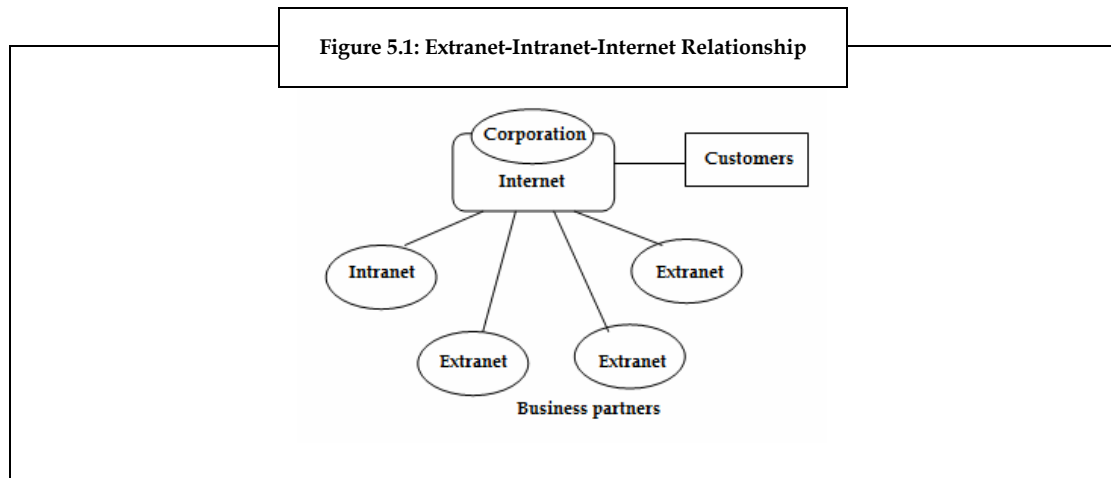 Figure 5.1: Extranet-Intranet-Internet Relationship
Corporation
Customers
Internet
Intranet
Extranet
Extranet
Extranet
Business partners